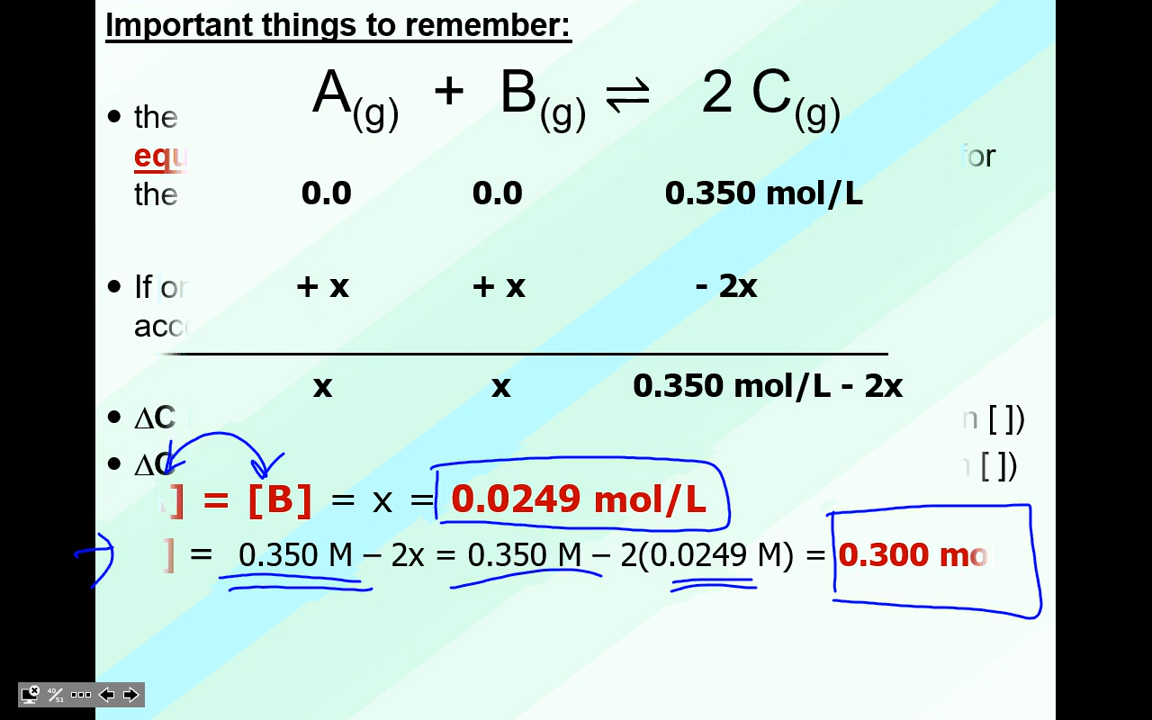 Important things to remember:
A(g) + B(g) ⇌ 2 C(g)
• the
equ for
the 0.0 0.0 0.350 mol/L
• If or + x + x - 2x
acc
x x 0.350 mol/L - 2x
• ΔC n [ ])
• ΔC n [ ])
] = [B] = x = 0.0249 mol/L
] = 0.350 M – 2x = 0.350 M – 2(0.0249 M) = 0.300 mo
40/51